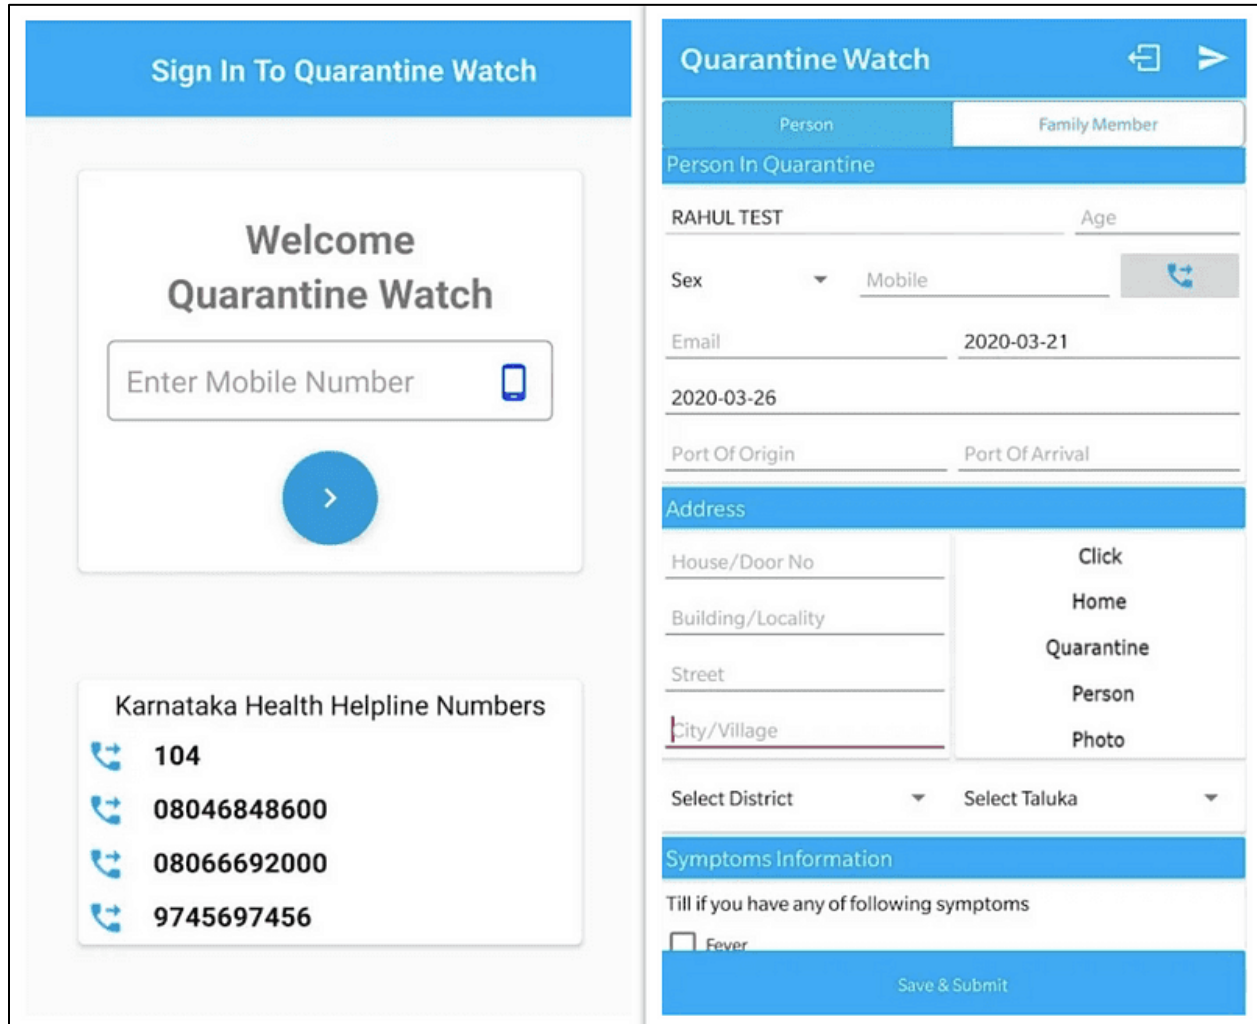 Sign In To Quarantine Watch
Welcome
Quarantine Watch
Enter Mobile Number
Karnataka Health Helpline Numbers
104
08046848600
08066692000
9745697456
Quarantine Watch
Person Family Member
Person In Quarantine
RAHUL TEST Age
Sex Mobile
Email 2020-03-21
2020-03-26
Port Of Origin Port Of Arrival
Address
House/Door No
Building/Locality
Street
City/Village
Click
Home
Quarantine
Person
Photo
Select District Select Taluka
Symptoms Information
Till if you have any of following symptoms
Fever
Save & Submit